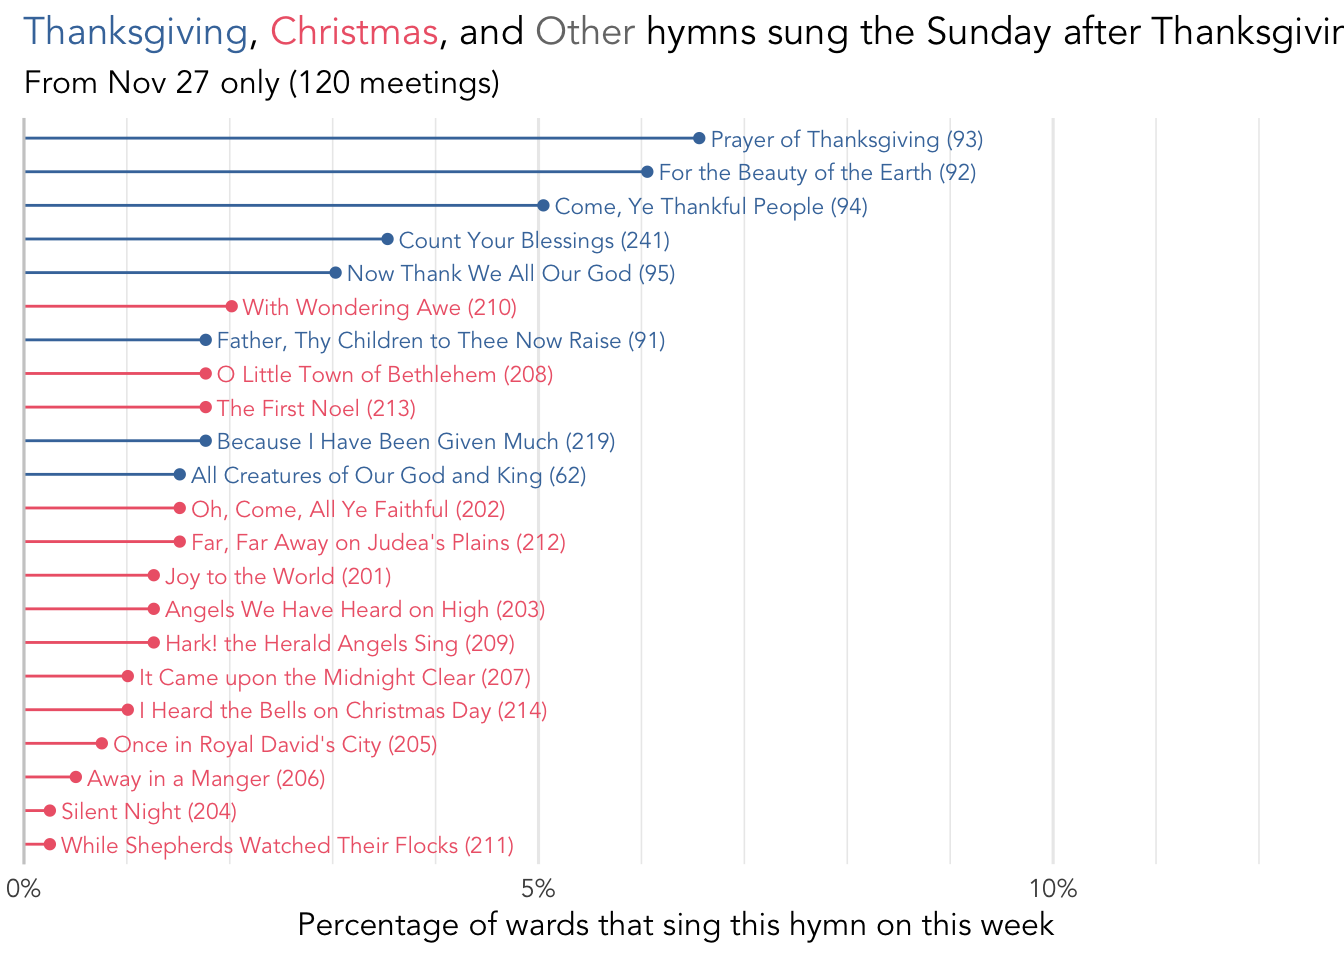 Thanksgiving, Christmas, and Other hymns sung the Sunday after Thanksgivin
From Nov 27 only (120 meetings)
Prayer of Thanksgiving (93)
For the Beauty of the Earth (92)
Come, Ye Thankful People (94)
Count Your Blessings (241)
Now Thank We All Our God (95)
With Wondering Awe (210)
Father, Thy Children to Thee Now Raise (91)
O Little Town of Bethlehem (208)
The First Noel (213)
Because I Have Been Given Much (219)
All Creatures of Our God and King (62)
Oh, Come, All Ye Faithful (202)
Far, Far Away on Judea's Plains (212)
Joy to the World (201)
Angels We Have Heard on High (203)
Hark! the Herald Angels Sing (209)
It Came upon the Midnight Clear (207)
I Heard the Bells on Christmas Day (214)
Once in Royal David's City (205)
Away in a Manger (206)
Silent Night (204)
While Shepherds Watched Their Flocks (211)
0% 5% 10%
Percentage of wards that sing this hymn on this week